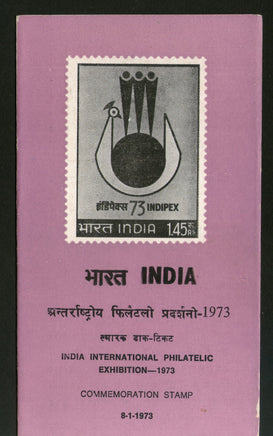 इंडिपेक्स 73 INDIPEX
भारत INDIA 1.45 रु. Rs.
भारत INDIA
अन्तर्राष्ट्रीय फिलेटली प्रदर्शनी-1973
स्मारक डाक-टिकट
INDIA INTERNATIONAL PHILATELIC
EXHIBITION—1973
COMMEMORATION STAMP
8-1-1973